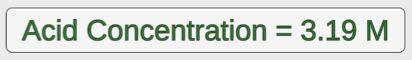 Acid Concentration = 3.19 M